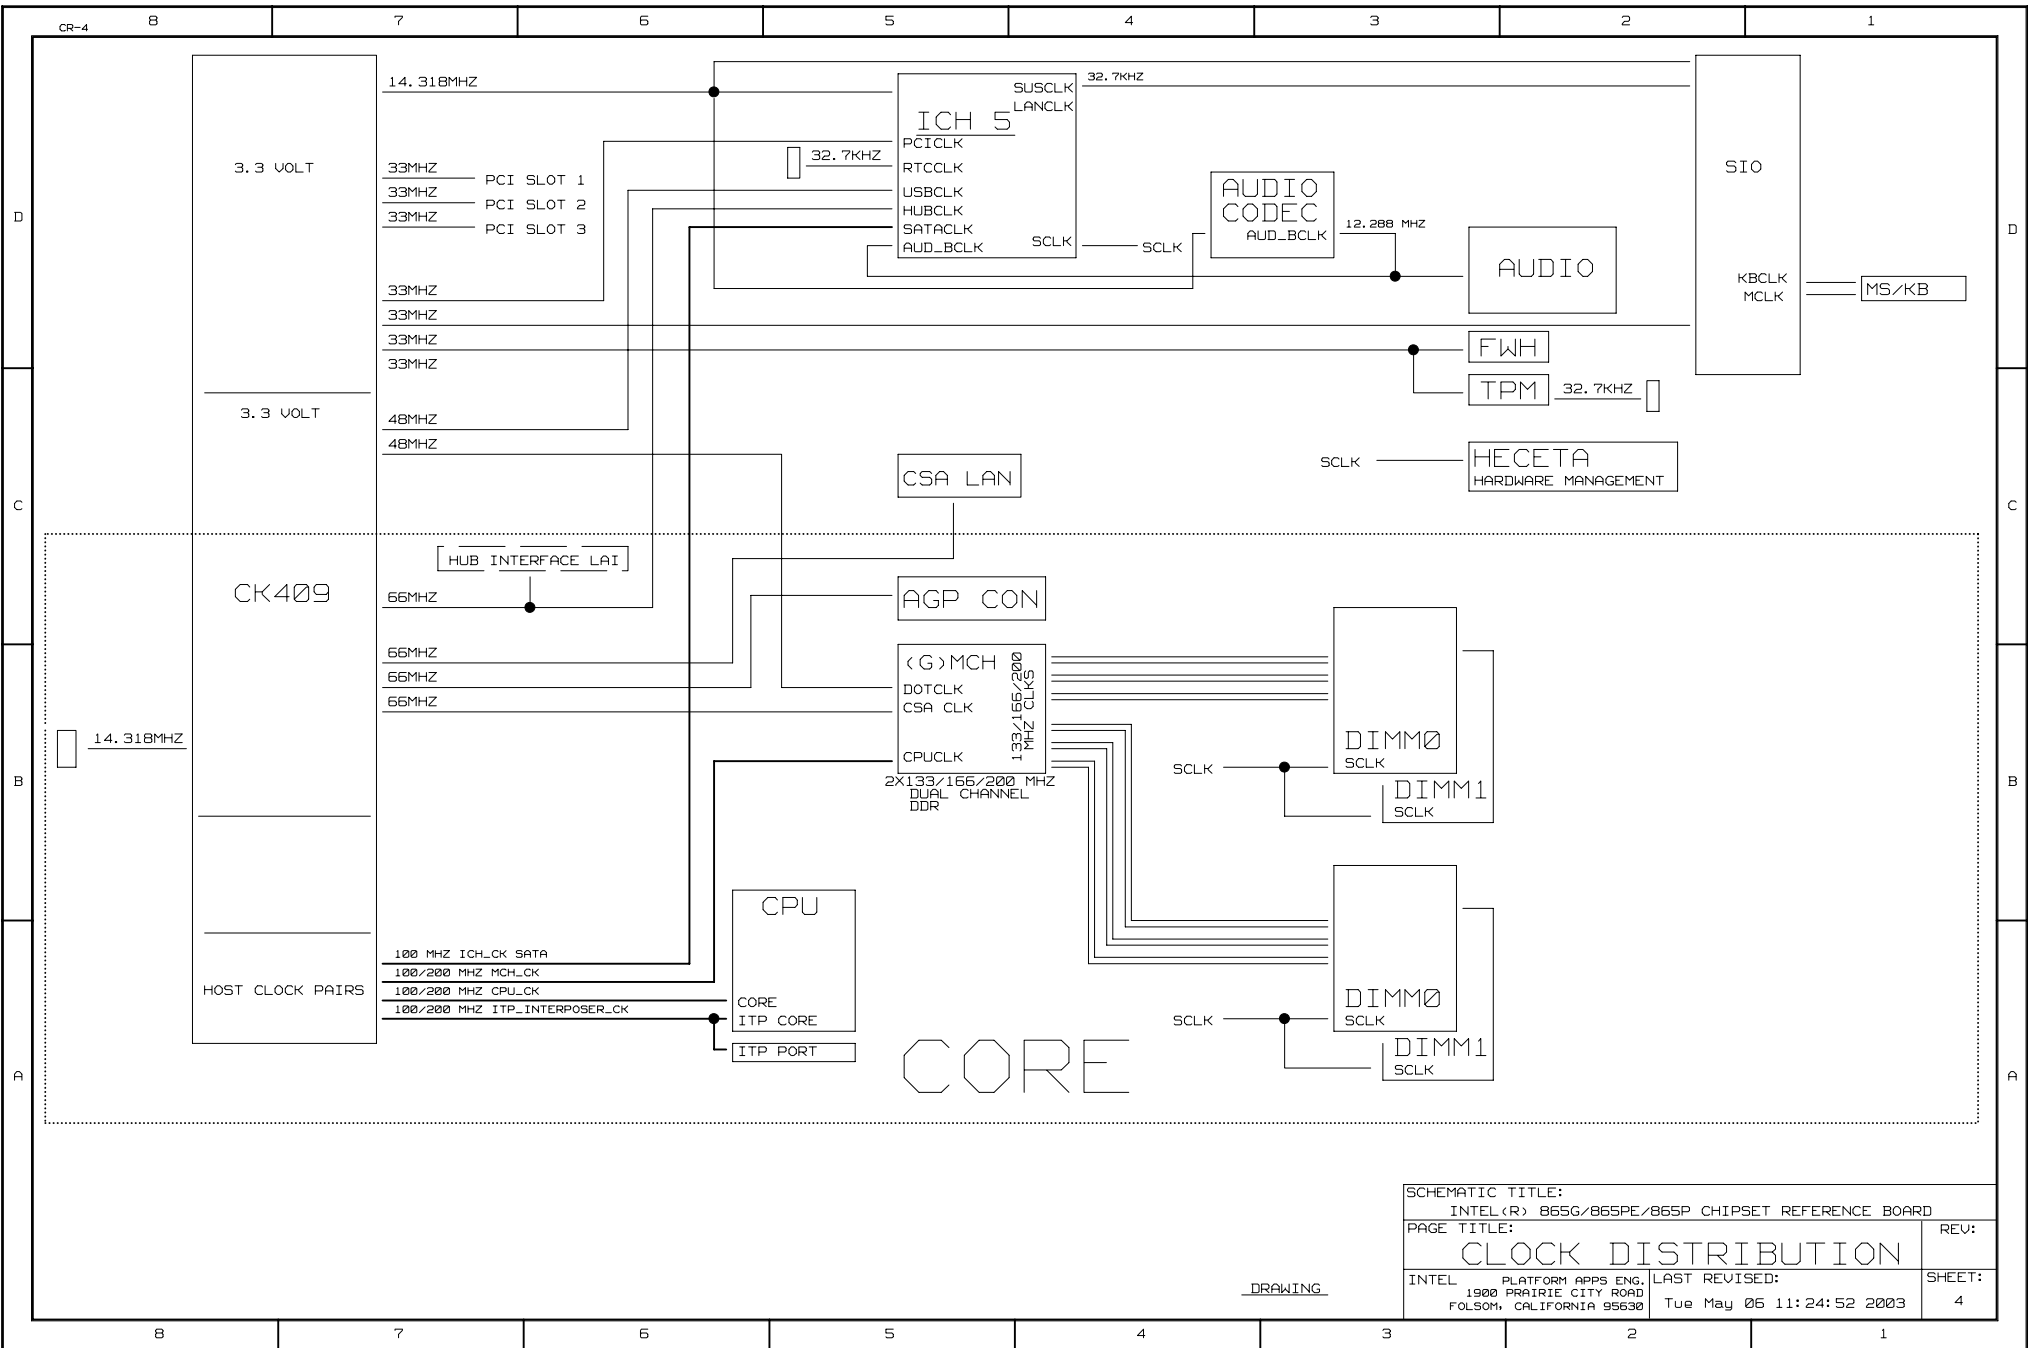 CR-4
8 7 6 5 4 3 2 1
D
C
B
A
3.3 VOLT
3.3 VOLT
CK409
HOST CLOCK PAIRS
14.318MHZ
14.318MHZ
33MHZ
PCI SLOT 1
33MHZ
PCI SLOT 2
33MHZ
PCI SLOT 3
33MHZ
33MHZ
33MHZ
33MHZ
48MHZ
48MHZ
HUB INTERFACE LAI
66MHZ
66MHZ
66MHZ
66MHZ
100 MHZ ICH_CK SATA
100/200 MHZ MCH_CK
100/200 MHZ CPU_CK
100/200 MHZ ITP_INTERPOSER_CK
CPU
CORE
ITP CORE
ITP PORT
SUSCLK
LANCLK
ICH 5
PCICLK
32.7KHZ
RTCCLK
USBCLK
HUBCLK
SATACLK
AUD_BCLK
SCLK
SCLK
32.7KHZ
AUDIO
CODEC
AUD_BCLK
12.288 MHZ
AUDIO
SIO
KBCLK
MCLK
MS/KB
FWH
TPM
32.7KHZ
SCLK
HECETA
HARDWARE MANAGEMENT
CSA LAN
AGP CON
(G)MCH
DOTCLK
CSA CLK
CPUCLK
133/166/200
MHZ CLKS
2X133/166/200 MHZ
DUAL CHANNEL
DDR
DIMM0
SCLK
SCLK
DIMM1
SCLK
DIMM0
SCLK
SCLK
DIMM1
SCLK
CORE
D
C
B
A
DRAWING
SCHEMATIC TITLE:
INTEL(R) 865G/865PE/865P CHIPSET REFERENCE BOARD
PAGE TITLE:
CLOCK DISTRIBUTION
REV:
INTEL
PLATFORM APPS ENG.
1900 PRAIRIE CITY ROAD
FOLSOM, CALIFORNIA 95630
LAST REVISED:
Tue May 06 11:24:52 2003
SHEET:
4
8 7 6 5 4 3 2 1